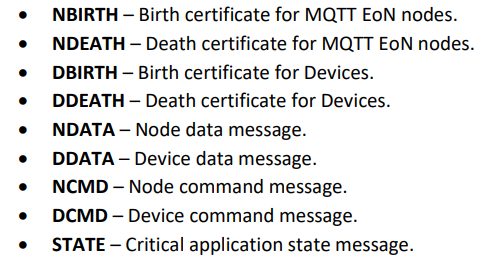 • NBIRTH – Birth certificate for MQTT EoN nodes.
• NDEATH – Death certificate for MQTT EoN nodes.
• DBIRTH – Birth certificate for Devices.
• DDEATH – Death certificate for Devices.
• NDATA – Node data message.
• DDATA – Device data message.
• NCMD – Node command message.
• DCMD – Device command message.
• STATE – Critical application state message.